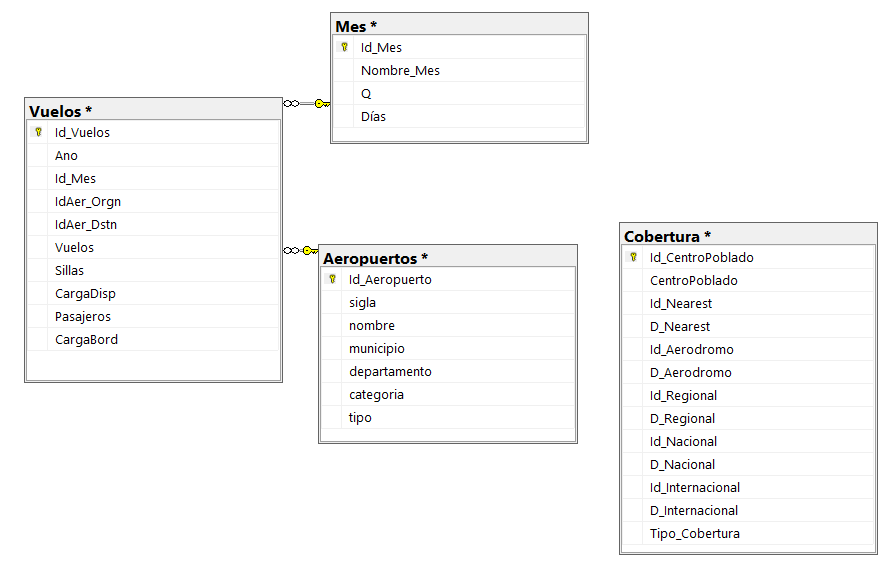 Mes *
Id_Mes
Nombre_Mes
Q
Días
Vuelos *
Id_Vuelos
Ano
Id_Mes
IdAer_Orgn
IdAer_Dstn
Vuelos
Sillas
CargaDisp
Pasajeros
CargaBord
Aeropuertos *
Id_Aeropuerto
sigla
nombre
municipio
departamento
categoria
tipo
Cobertura *
Id_CentroPoblado
CentroPoblado
Id_Nearest
D_Nearest
Id_Aerodromo
D_Aerodromo
Id_Regional
D_Regional
Id_Nacional
D_Nacional
Id_Internacional
D_Internacional
Tipo_Cobertura